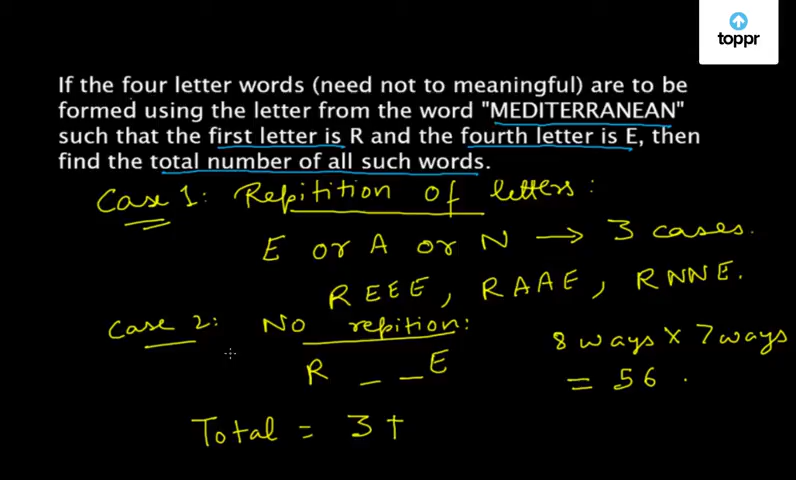 toppr
If the four letter words (need not to meaningful) are to be
formed using the letter from the word "MEDITERRANEAN"
such that the first letter is R and the fourth letter is E, then
find the total number of all such words.
Case 1: Repitition of letters:
E or A or N → 3 cases.
REEE, RAAE, RNNE.
Case 2: No repition:
8 ways × 7 ways
R _ _ E
= 56.
Total = 3 +